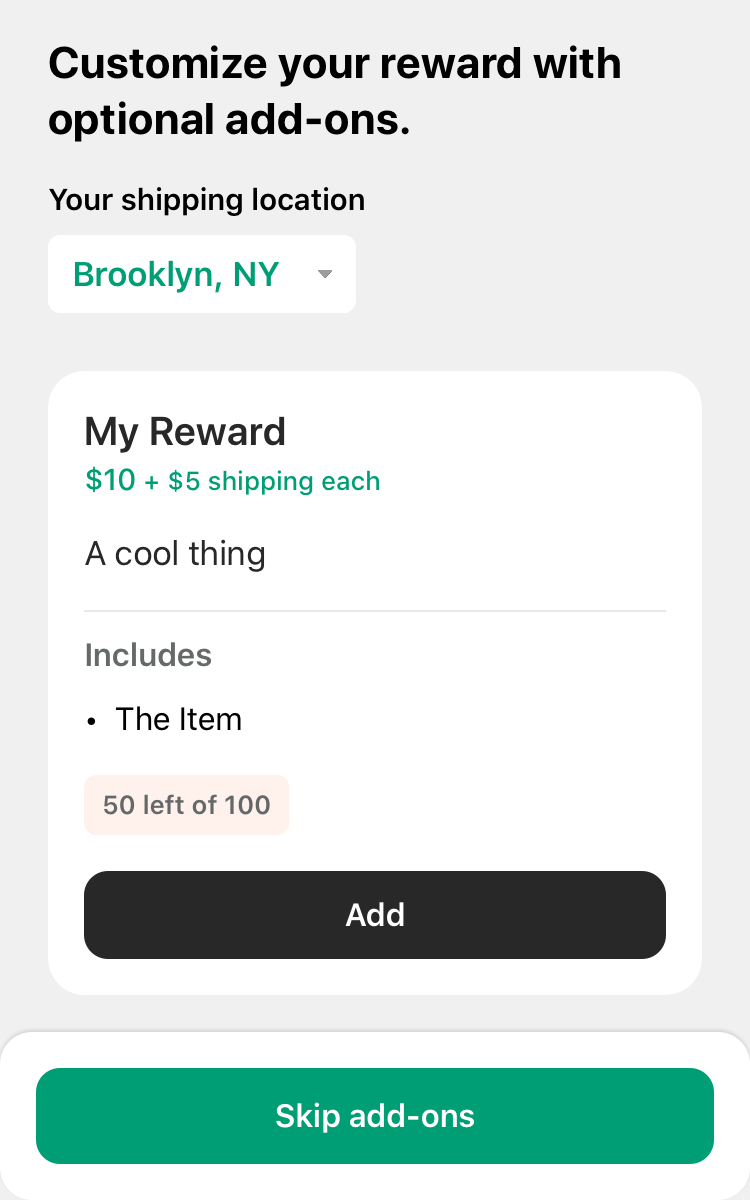 Customize your reward with
optional add-ons.
Your shipping location
Brooklyn, NY
My Reward
$10 + $5 shipping each
A cool thing
Includes
• The Item
50 left of 100
Add
Skip add-ons